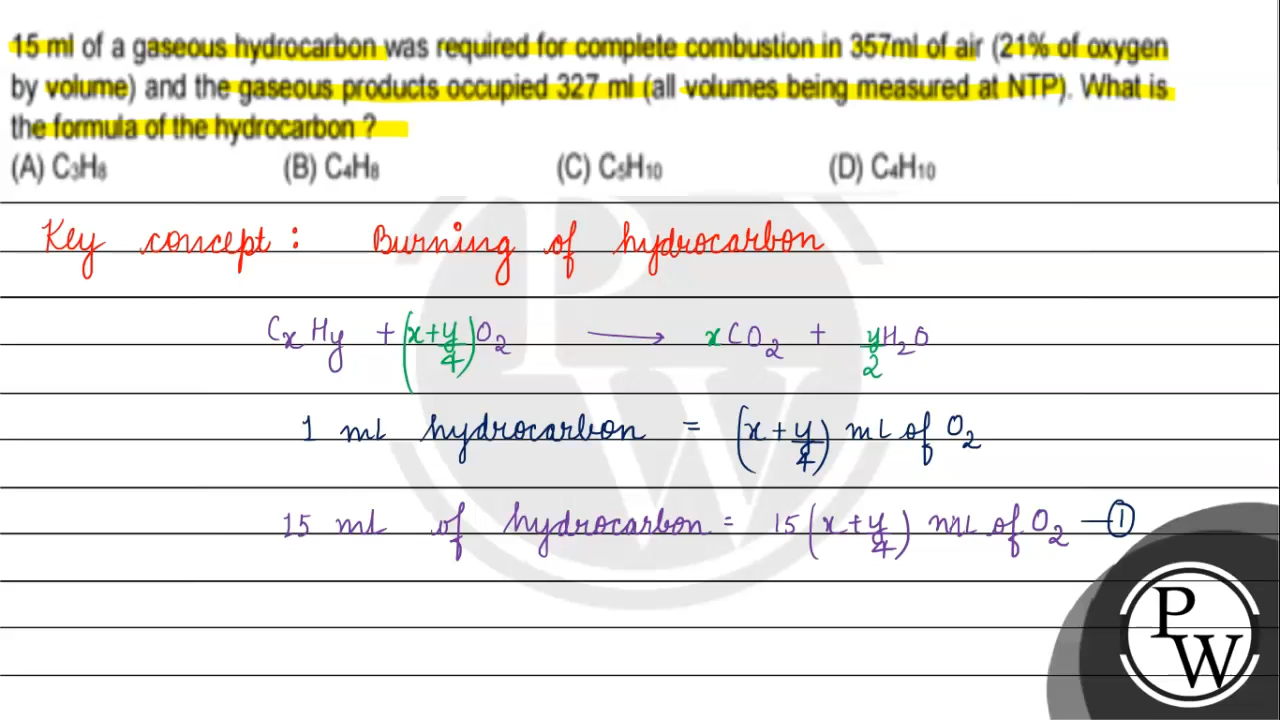 15 ml of a gaseous hydrocarbon was required for complete combustion in 357ml of air (21% of oxygen
by volume) and the gaseous products occupied 327 ml (all volumes being measured at NTP). What is
the formula of the hydrocarbon ?
(A) C₃H₈ (B) C₄H₈ (C) C₅H₁₀ (D) C₄H₁₀
Key concept : Burning of hydrocarbon
CxHy + (x+y/4)O₂ → xCO₂ + y/2H₂O
1 mL hydrocarbon = (x+y/4) mL of O₂
15 mL of hydrocarbon = 15 (x+y/4) mL of O₂ —①
PW